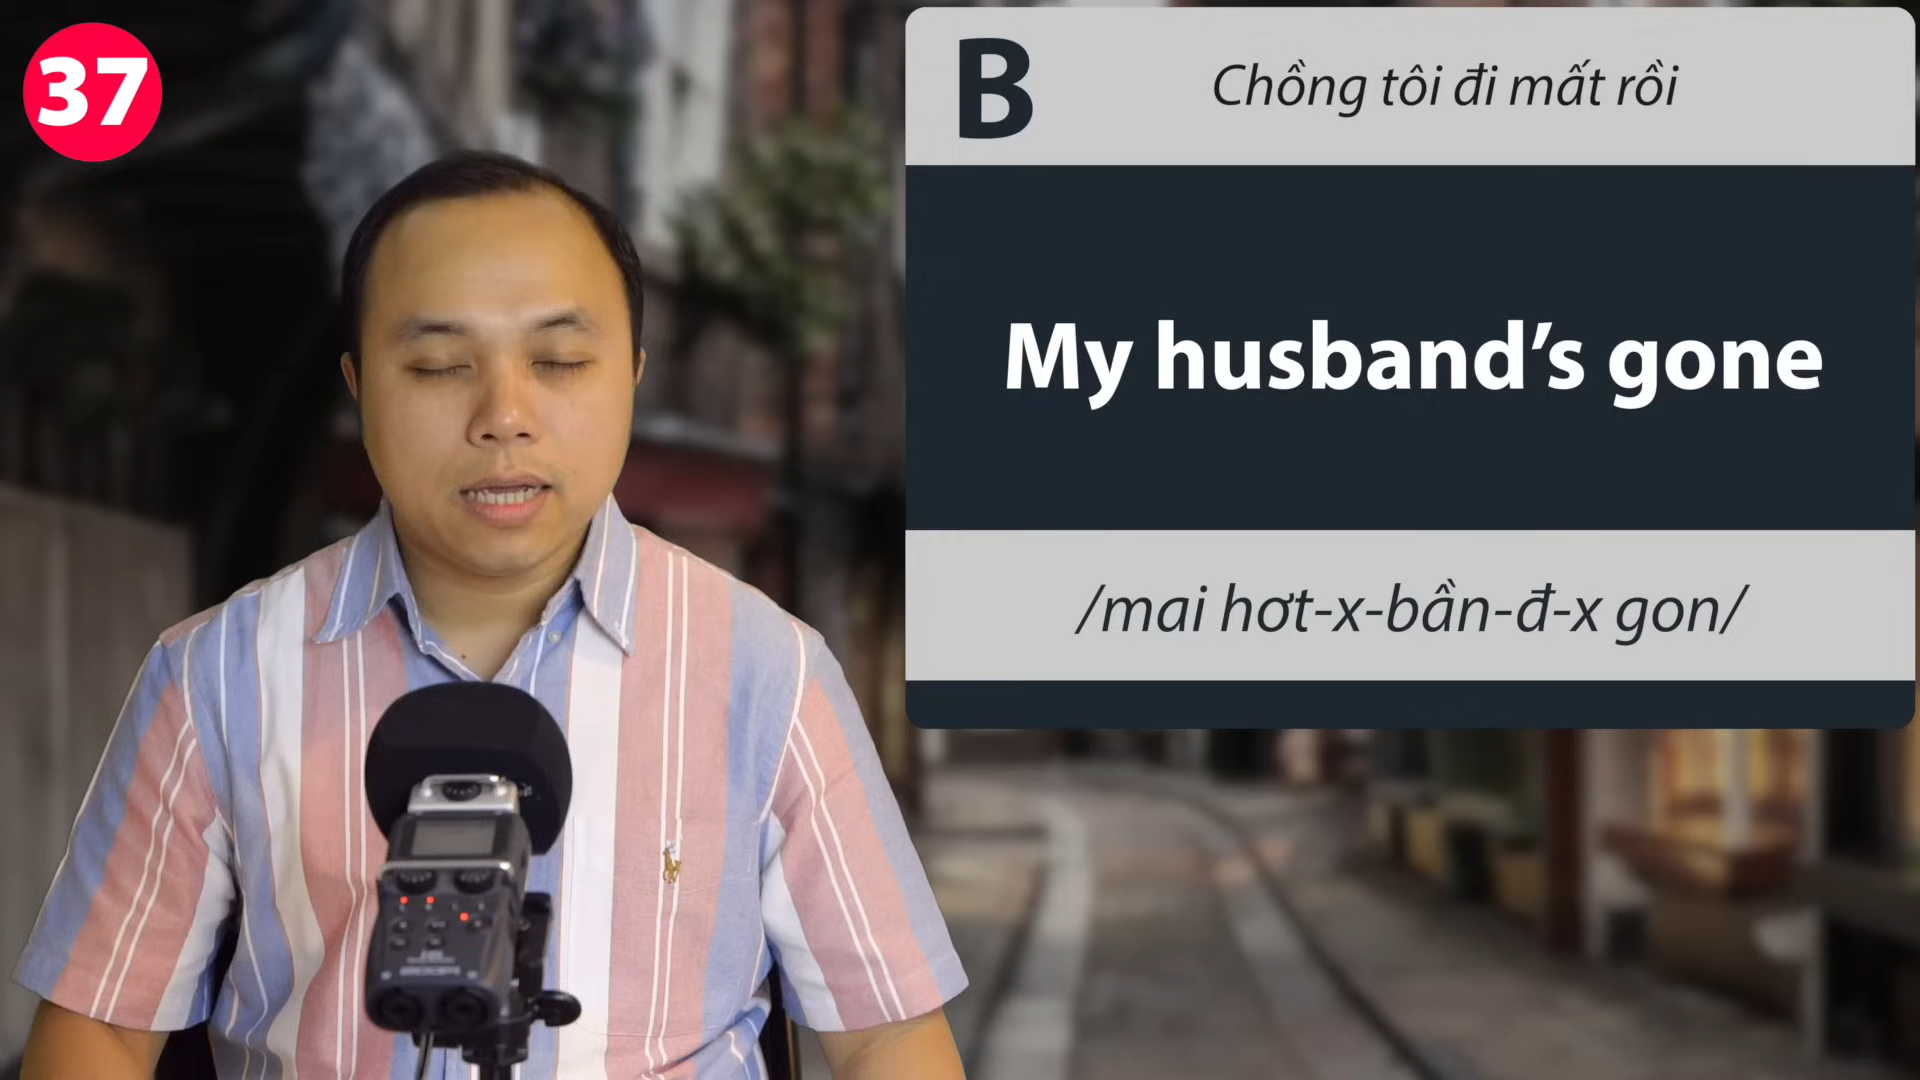 37
B
Chồng tôi đi mất rồi
My husband’s gone
/mai hơt-x-bần-đ-x gon/